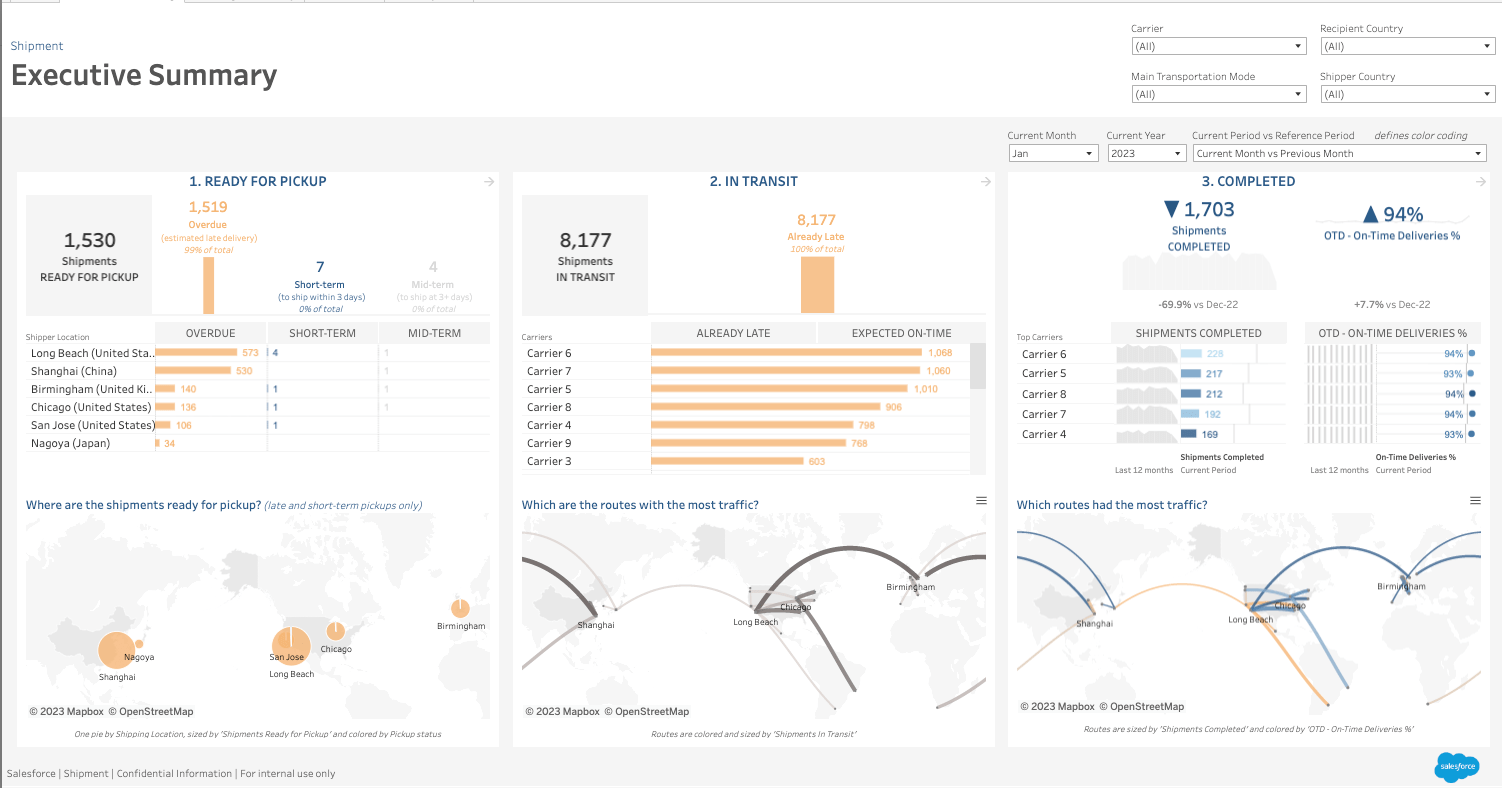 Shipment
Executive Summary
Carrier
(All)
Recipient Country
(All)
Main Transportation Mode
(All)
Shipper Country
(All)
Current Month
Jan
Current Year
2023
Current Period vs Reference Period
defines color coding
Current Month vs Previous Month
1. READY FOR PICKUP
1,530
Shipments
READY FOR PICKUP
1,519
Overdue
(estimated late delivery)
99% of total
7
Short-term
(to ship within 3 days)
0% of total
4
Mid-term
(to ship at 3+ days)
0% of total
Shipper Location
OVERDUE SHORT-TERM MID-TERM
Long Beach (United Sta.. 573 4 1
Shanghai (China) 530 1
Birmingham (United Ki.. 140 1
Chicago (United States) 136 1 1
San Jose (United States) 106 1
Nagoya (Japan) 34
Where are the shipments ready for pickup? (late and short-term pickups only)
Birmingham
Chicago
San Jose
Long Beach
Nagoya
Shanghai
© 2023 Mapbox © OpenStreetMap
One pie by Shipping Location, sized by 'Shipments Ready for Pickup' and colored by Pickup status
2. IN TRANSIT
8,177
Shipments
IN TRANSIT
8,177
Already Late
100% of total
Carriers
ALREADY LATE EXPECTED ON-TIME
Carrier 6 1,068
Carrier 7 1,060
Carrier 5 1,010
Carrier 8 906
Carrier 4 798
Carrier 9 768
Carrier 3 603
Which are the routes with the most traffic?
Birmingham
Chicago
Long Beach
Shanghai
© 2023 Mapbox © OpenStreetMap
Routes are colored and sized by 'Shipments In Transit'
3. COMPLETED
▼ 1,703
Shipments
COMPLETED
-69.9% vs Dec-22
▲ 94%
OTD - On-Time Deliveries %
+7.7% vs Dec-22
Top Carriers
SHIPMENTS COMPLETED OTD - ON-TIME DELIVERIES %
Carrier 6 228 94%
Carrier 5 217 93%
Carrier 8 212 94%
Carrier 7 192 94%
Carrier 4 169 93%
Shipments Completed
Last 12 months Current Period
On-Time Deliveries %
Last 12 months Current Period
Which routes had the most traffic?
Birmingham
Chicago
Long Beach
Shanghai
© 2023 Mapbox © OpenStreetMap
Routes are sized by 'Shipments Completed' and colored by 'OTD - On-Time Deliveries %'
Salesforce | Shipment | Confidential Information | For internal use only
salesforce